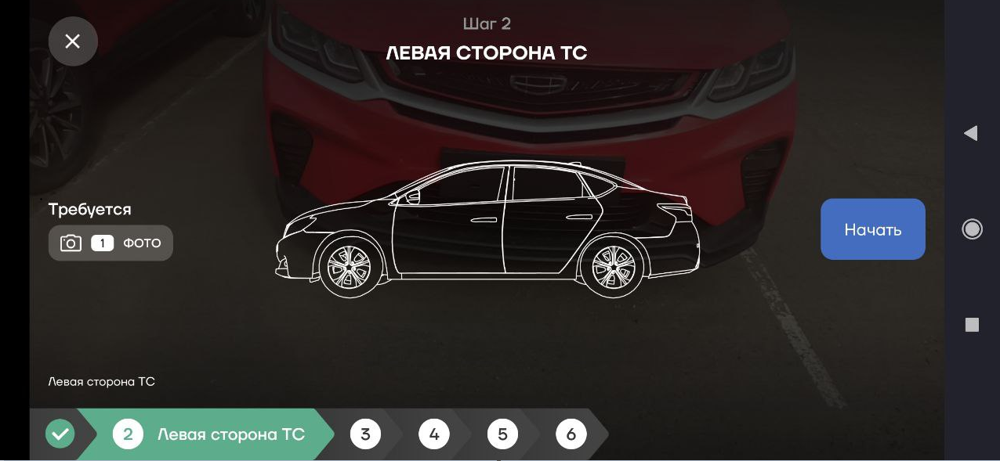 Шаг 2
ЛЕВАЯ СТОРОНА ТС
Требуется
1 ФОТО
Начать
Левая сторона ТС
2 Левая сторона ТС 3 4 5 6